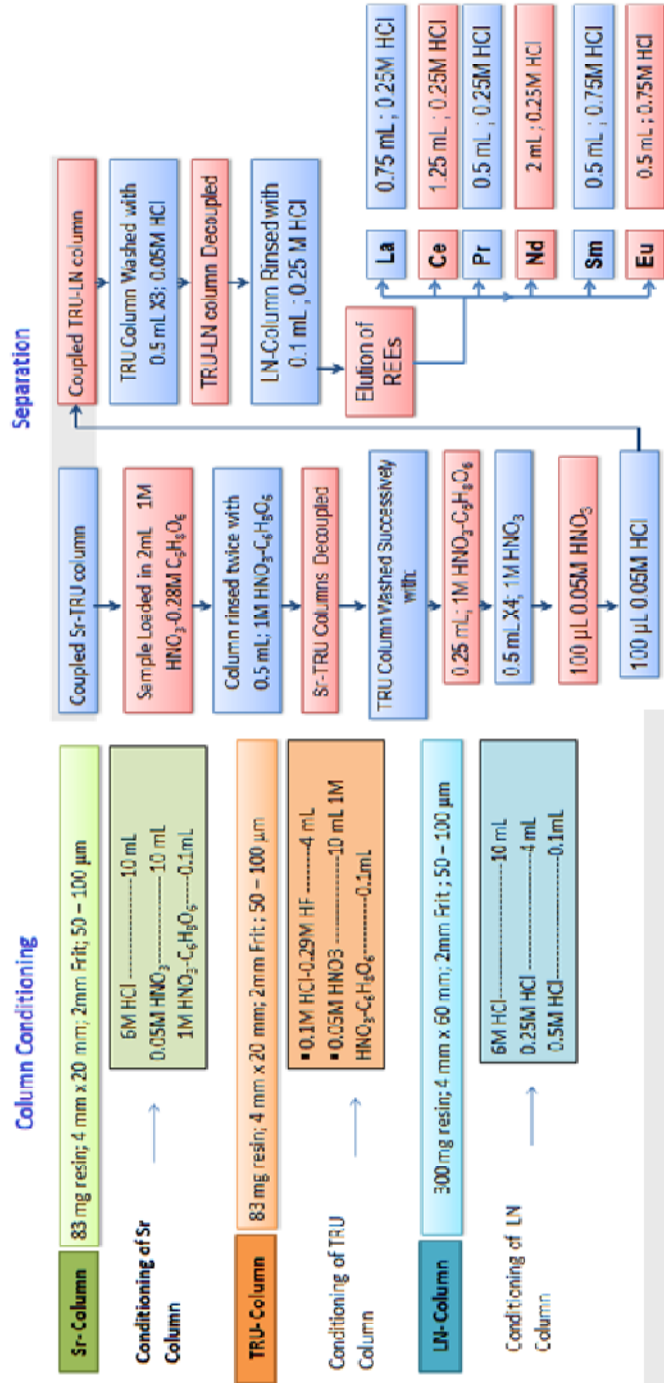 Column Conditioning
Sr-Column
83 mg resin; 4 mm x 20 mm; 2mm Frit; 50 – 100 µm
Conditioning of Sr
Column
6M HCl --------------10 mL
0.05M HNO₃-----------10 mL
1M HNO₃-C₆H₈O₆----0.1mL
TRU-Column
83 mg resin; 4 mm x 20 mm; 2mm Frit; 50 – 100 µm
Conditioning of TRU
Column
▪0.1M HCl-0.29M HF -------4 mL
▪0.05M HNO3 --------------10 mL 1M
HNO₃-C₆H₈O₆----------0.1mL
LN-Column
300 mg resin; 4 mm x 60 mm; 2mm Frit ; 50 – 100 µm
Conditioning of LN
Column
6M HCl--------------10 mL
0.25M HCl ----------4 mL
0.5M HCl----------0.1mL
Separation
Coupled Sr-TRU column
Sample Loaded in 2mL 1M
HNO₃-0.28M C₆H₈O₆
Column rinsed twice with
0.5 mL; 1M HNO₃-C₆H₈O₆
Sr-TRU Columns Decoupled
TRU Column Washed Successively
with:
0.25 mL; 1M HNO₃-C₆H₈O₆
0.5 mLX4; 1M HNO₃
100 µL 0.05M HNO₃
100 µL 0.05M HCl
Coupled TRU-LN column
TRU Column Washed with
0.5 mL X3; 0.05M HCl
TRU-LN column Decoupled
LN-Column Rinsed with
0.1 mL ; 0.25 M HCl
Elution of
REEs
La
0.75 mL ; 0.25M HCl
Ce
1.25 mL ; 0.25M HCl
Pr
0.5 mL ; 0.25M HCl
Nd
2 mL ; 0.25M HCl
Sm
0.5 mL ; 0.75M HCl
Eu
0.5 mL ; 0.75M HCl